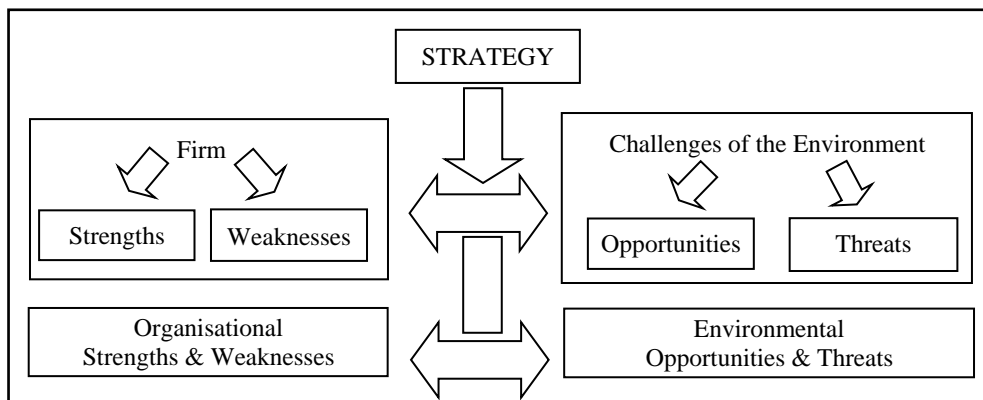 STRATEGY
Firm
Strengths
Weaknesses
Challenges of the Environment
Opportunities
Threats
Organisational
Strengths & Weaknesses
Environmental
Opportunities & Threats